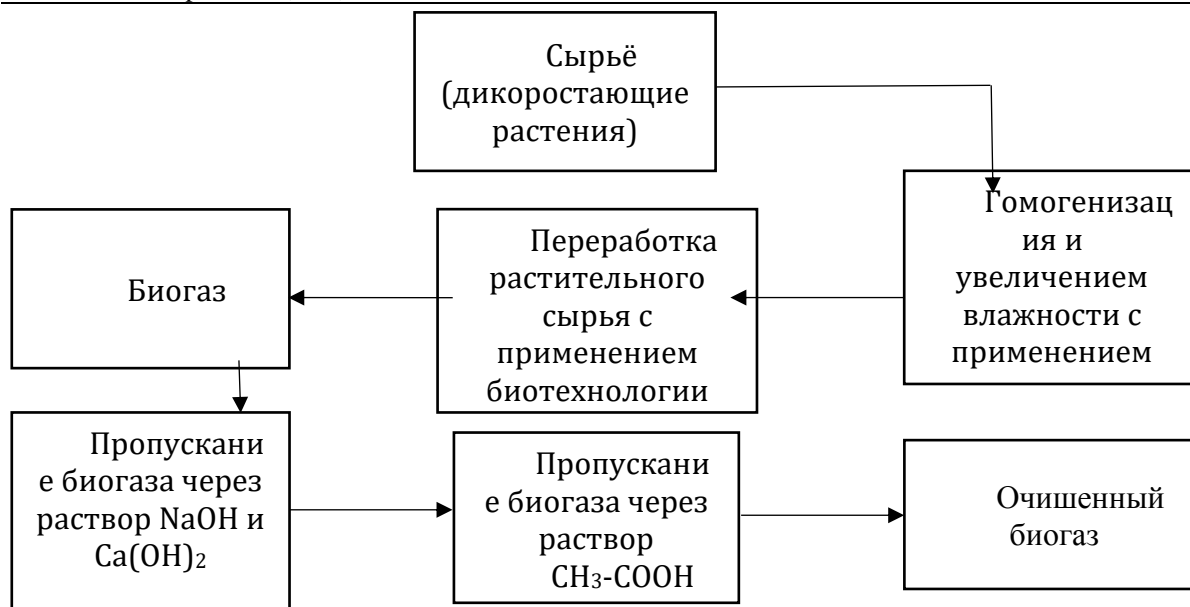 Сырьё
(дикоростающие
растения)
Гомогенизац
ия и
увеличением
влажности с
применением
Переработка
растительного
сырья с
применением
биотехнологии
Биогаз
Пропускани
е биогаза через
раствор NaOH и
Ca(OH)₂
Пропускани
е биогаза через
раствор
CH₃-COOH
Очишенный
биогаз